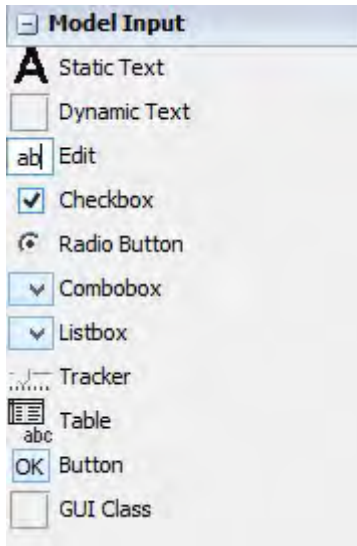 Model Input
A Static Text
Dynamic Text
ab Edit
Checkbox
Radio Button
Combobox
Listbox
Tracker
abc Table
OK Button
GUI Class